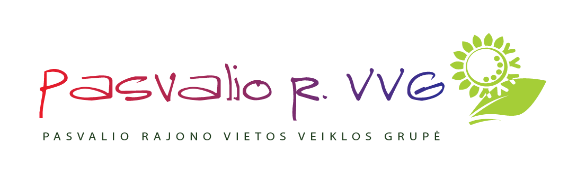 Pasvalio R. VVG
PASVALIO RAJONO VIETOS VEIKLOS GRUPĖ